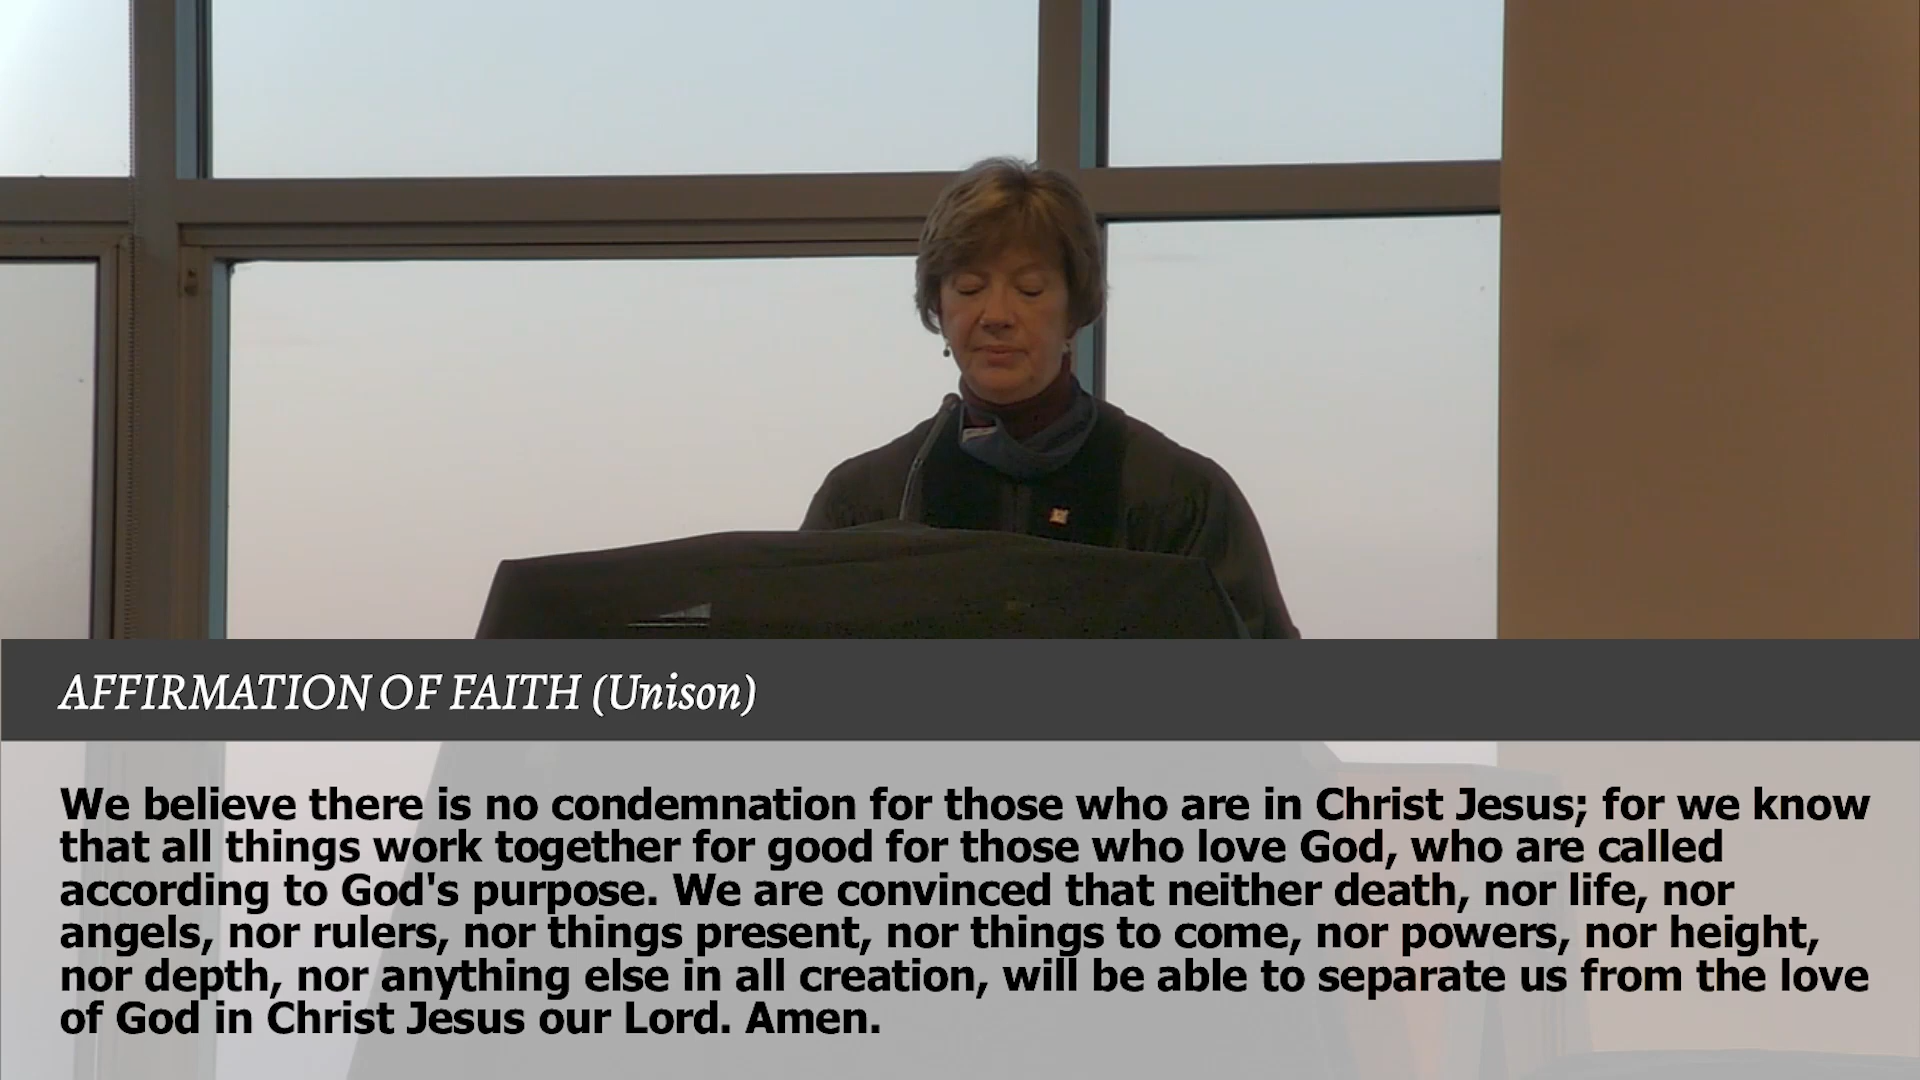 AFFIRMATION OF FAITH (Unison)
We believe there is no condemnation for those who are in Christ Jesus; for we know
that all things work together for good for those who love God, who are called
according to God's purpose. We are convinced that neither death, nor life, nor
angels, nor rulers, nor things present, nor things to come, nor powers, nor height,
nor depth, nor anything else in all creation, will be able to separate us from the love
of God in Christ Jesus our Lord. Amen.